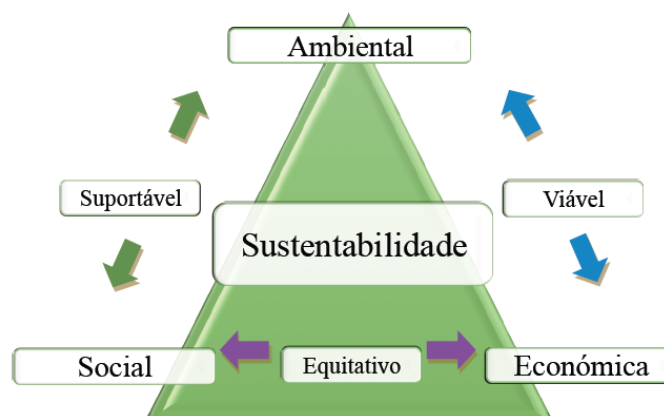 Ambiental
Suportável
Viável
Sustentabilidade
Social
Equitativo
Económica